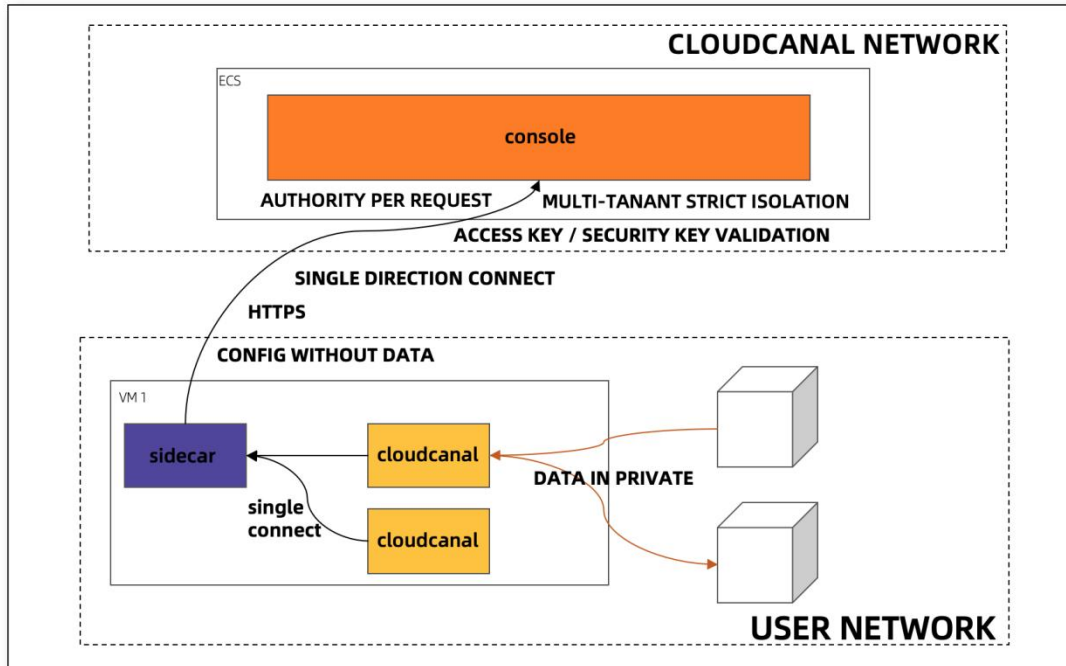 CLOUDCANAL NETWORK
ECS
console
AUTHORITY PER REQUEST
MULTI-TANANT STRICT ISOLATION
ACCESS KEY / SECURITY KEY VALIDATION
SINGLE DIRECTION CONNECT
HTTPS
CONFIG WITHOUT DATA
VM 1
sidecar
cloudcanal
DATA IN PRIVATE
single
connect
cloudcanal
USER NETWORK